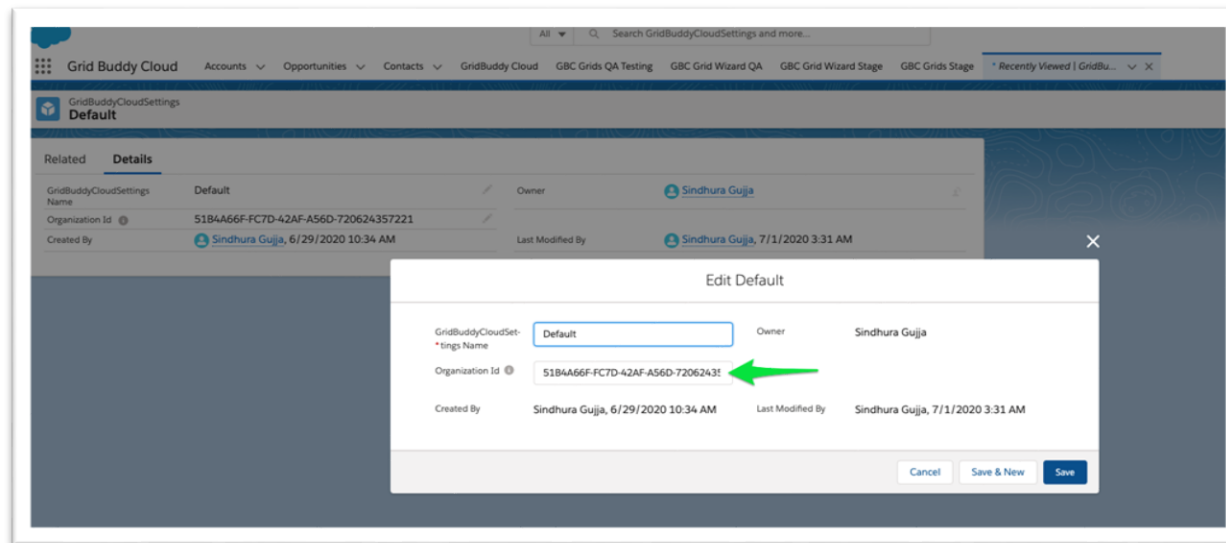 All Search GridBuddyCloudSettings and more...
Grid Buddy Cloud Accounts Opportunities Contacts GridBuddy Cloud GBC Grids QA Testing GBC Grid Wizard QA GBC Grid Wizard Stage GBC Grids Stage * Recently Viewed | GridBu...
GridBuddyCloudSettings
Default
Related Details
GridBuddyCloudSettings
Name
Default
Owner
Sindhura Gujja
Organization Id
51B4A66F-FC7D-42AF-A56D-720624357221
Created By
Sindhura Gujja, 6/29/2020 10:34 AM
Last Modified By
Sindhura Gujja, 7/1/2020 3:31 AM
Edit Default
GridBuddyCloudSet-
*tings Name
Default
Owner
Sindhura Gujja
Organization Id
51B4A66F-FC7D-42AF-A56D-72062435
Created By
Sindhura Gujja, 6/29/2020 10:34 AM
Last Modified By
Sindhura Gujja, 7/1/2020 3:31 AM
Cancel Save & New Save